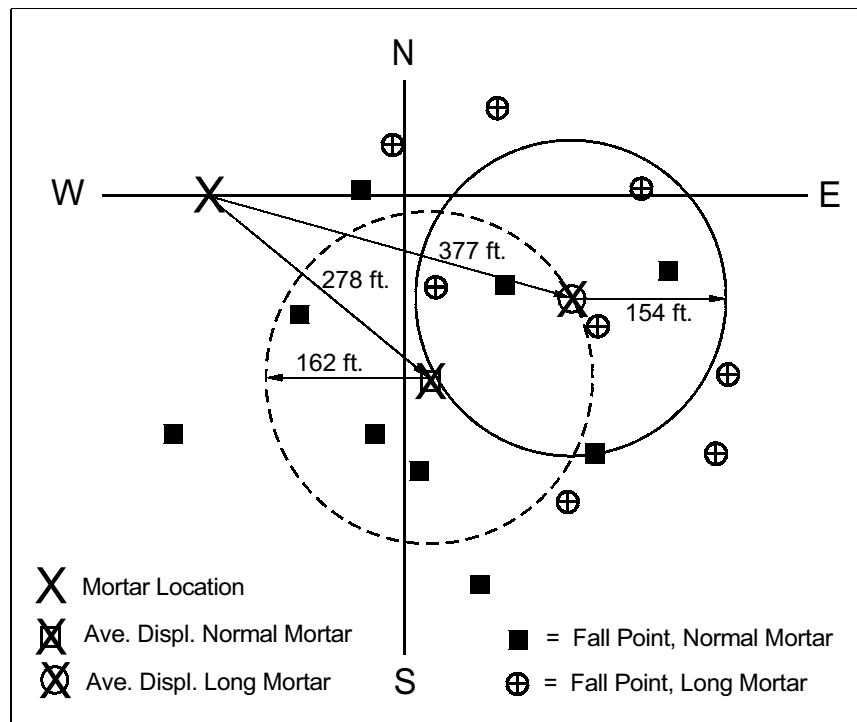 N
W
E
377 ft.
278 ft.
154 ft.
162 ft.
Mortar Location
Ave. Displ. Normal Mortar
= Fall Point, Normal Mortar
Ave. Displ. Long Mortar
S
= Fall Point, Long Mortar